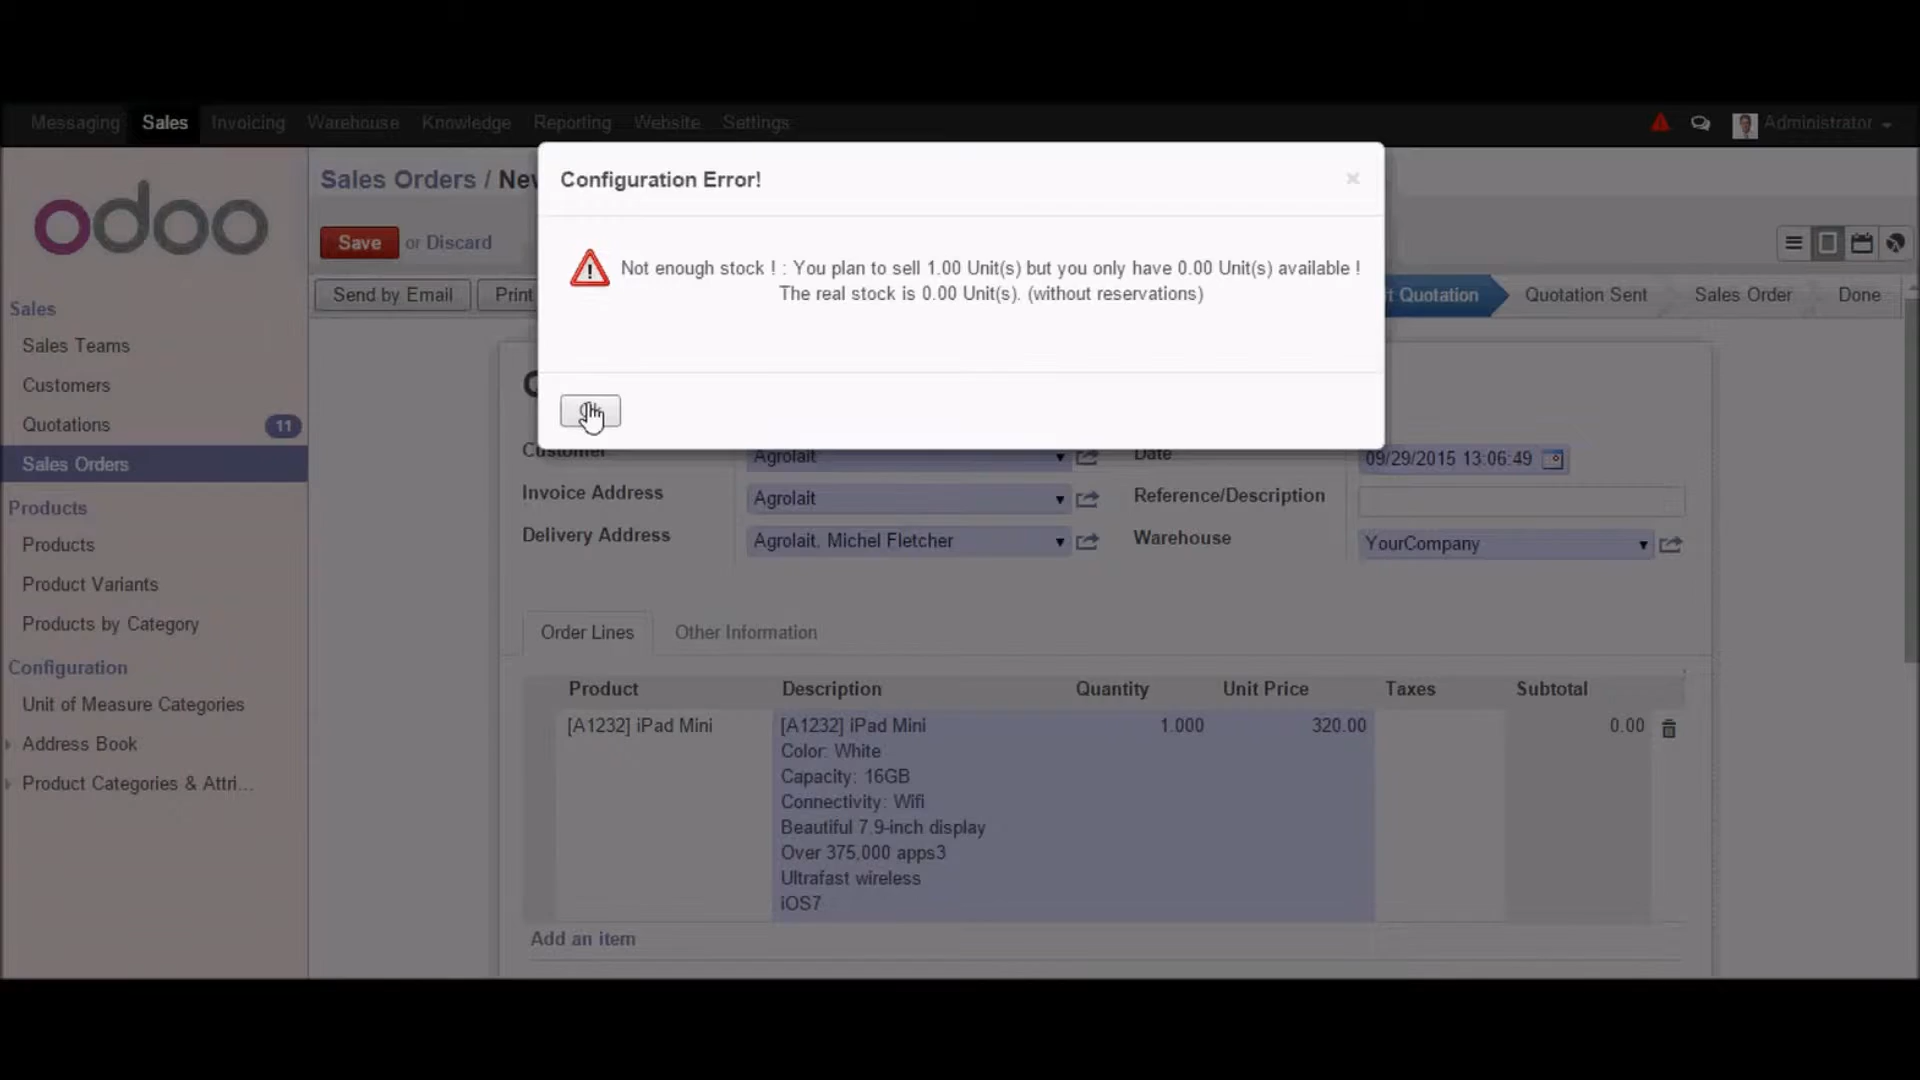 Messaging Sales Invoicing Warehouse Knowledge Reporting Website Settings Administrator
odoo
Sales Orders /
Configuration Error!
Save or Discard
Not enough stock ! : You plan to sell 1.00 Unit(s) but you only have 0.00 Unit(s) available !
The real stock is 0.00 Unit(s). (without reservations)
Send by Email Print Quotation Quotation Sent Sales Order Done
Sales
Sales Teams
Customers
Quotations 11
Sales Orders
Products
Products
Product Variants
Products by Category
Configuration
Unit of Measure Categories
Address Book
Product Categories & Attri...
Customer Agrolait Date 09/29/2015 13:06:49
Invoice Address Agrolait Reference/Description
Delivery Address Agrolait, Michel Fletcher Warehouse YourCompany
Order Lines Other Information
Product Description Quantity Unit Price Taxes Subtotal
[A1232] iPad Mini [A1232] iPad Mini 1.000 320.00 0.00
Color: White
Capacity: 16GB
Connectivity: Wifi
Beautiful 7.9-inch display
Over 375,000 apps3
Ultrafast wireless
iOS7
Add an item